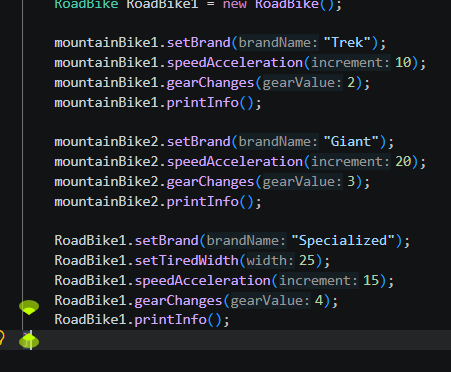 RoadBike RoadBike1 = new RoadBike();
mountainBike1.setBrand(brandName: "Trek");
mountainBike1.speedAcceleration(increment: 10);
mountainBike1.gearChanges(gearValue: 2);
mountainBike1.printInfo();
mountainBike2.setBrand(brandName: "Giant");
mountainBike2.speedAcceleration(increment: 20);
mountainBike2.gearChanges(gearValue: 3);
mountainBike2.printInfo();
RoadBike1.setBrand(brandName: "Specialized");
RoadBike1.setTiredWidth(width: 25);
RoadBike1.speedAcceleration(increment: 15);
RoadBike1.gearChanges(gearValue: 4);
RoadBike1.printInfo();